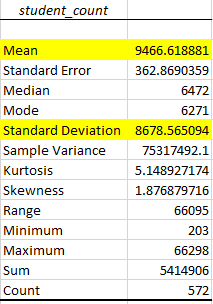 student_count
Mean 9466.618881
Standard Error 362.8690359
Median 6472
Mode 6271
Standard Deviation 8678.565094
Sample Variance 75317492.1
Kurtosis 5.148927174
Skewness 1.876879716
Range 66095
Minimum 203
Maximum 66298
Sum 5414906
Count 572